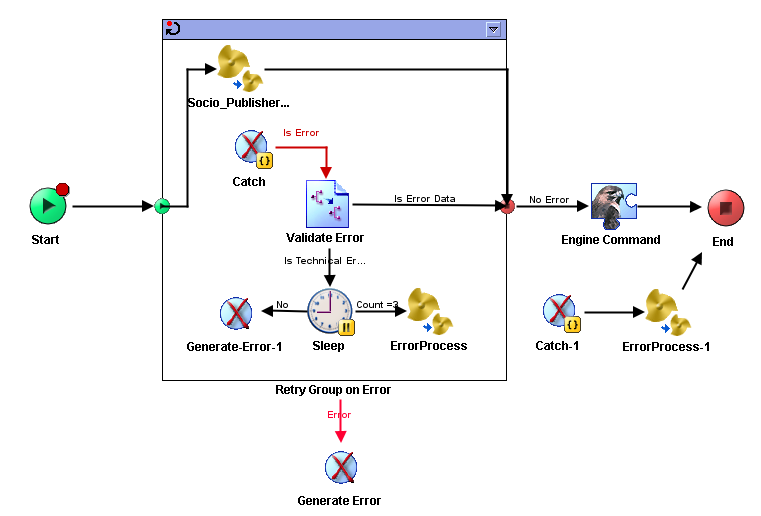 Socio_Publisher...
Is Error
Catch
Is Error Data
No Error
Start
Validate Error
Engine Command
End
Is Technical Er...
No
Count =3
Generate-Error-1
Sleep
ErrorProcess
Catch-1
ErrorProcess-1
Retry Group on Error
Error
Generate Error